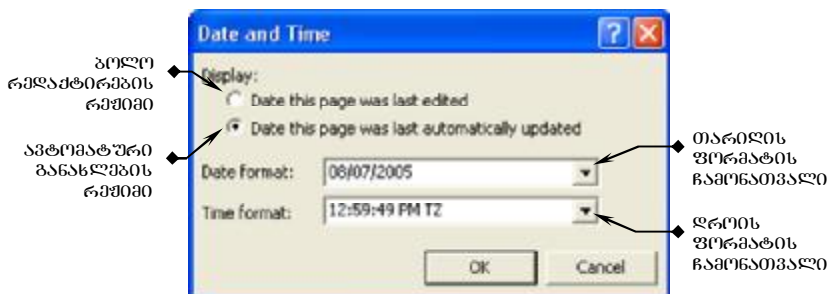 Date and Time
ბოლო
რედაქტირების
რეჟიმი
Display:
Date this page was last edited
Date this page was last automatically updated
ავტომატური
განახლების
რეჟიმი
თარიღის
ფორმატის
ჩამონათვალი
Date format:
08/07/2005
Time format:
12:59:49 PM TZ
დროის
ფორმატის
ჩამონათვალი
OK
Cancel